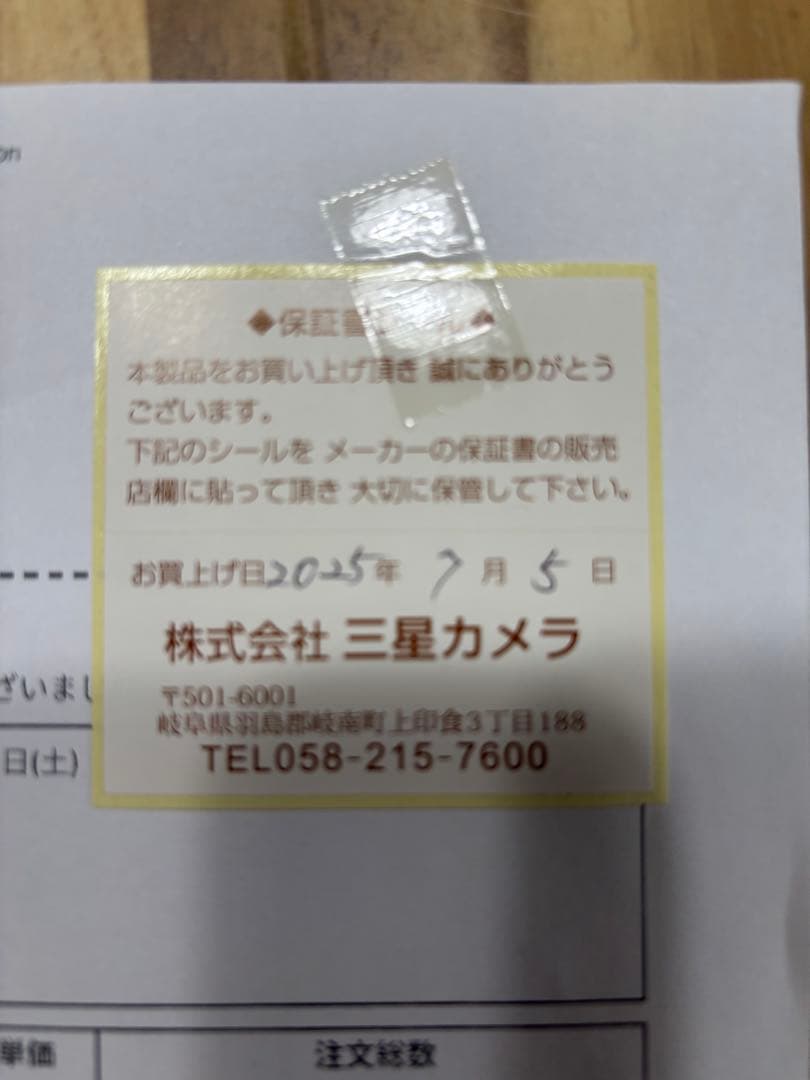 on
◆保証書シール◆
本製品をお買い上げ頂き 誠にありがとう
ございます。
下記のシールを メーカーの保証書の販売
店欄に貼って頂き 大切に保管して下さい。
お買上げ日2025年 7月 5日
株式会社 三星カメラ
ざいまし
〒501-6001
岐阜県羽島郡岐南町上印食3丁目188
日(土)
TEL058-215-7600
単価
注文総数